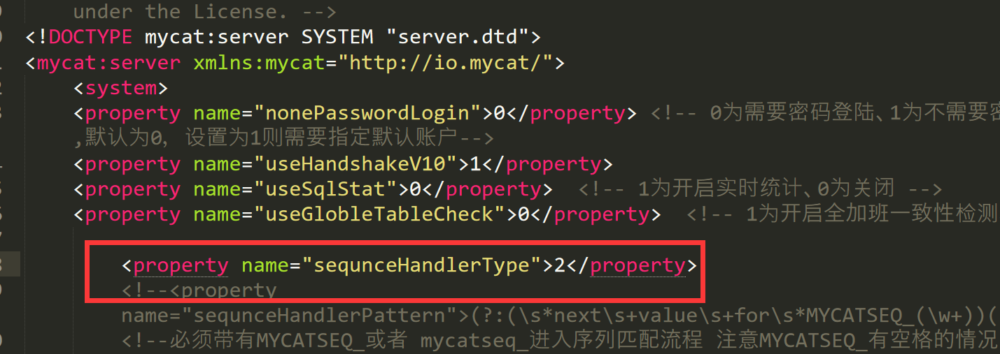 under the License. -->
<!DOCTYPE mycat:server SYSTEM "server.dtd">
<mycat:server xmlns:mycat="http://io.mycat/">
<system>
<property name="nonePasswordLogin">0</property> <!-- 0为需要密码登陆、1为不需要密
,默认为0, 设置为1则需要指定默认账户-->
<property name="useHandshakeV10">1</property>
<property name="useSqlStat">0</property>  <!-- 1为开启实时统计、0为关闭 -->
<property name="useGlobleTableCheck">0</property>  <!-- 1为开启全加班一致性检测
<property name="sequnceHandlerType">2</property>
<!--<property
name="sequnceHandlerPattern">(?:(\s*next\s+value\s+for\s*MYCATSEQ_(\w+))(
<!--必须带有MYCATSEQ_或者 mycatseq_进入序列匹配流程 注意MYCATSEQ_有空格的情况